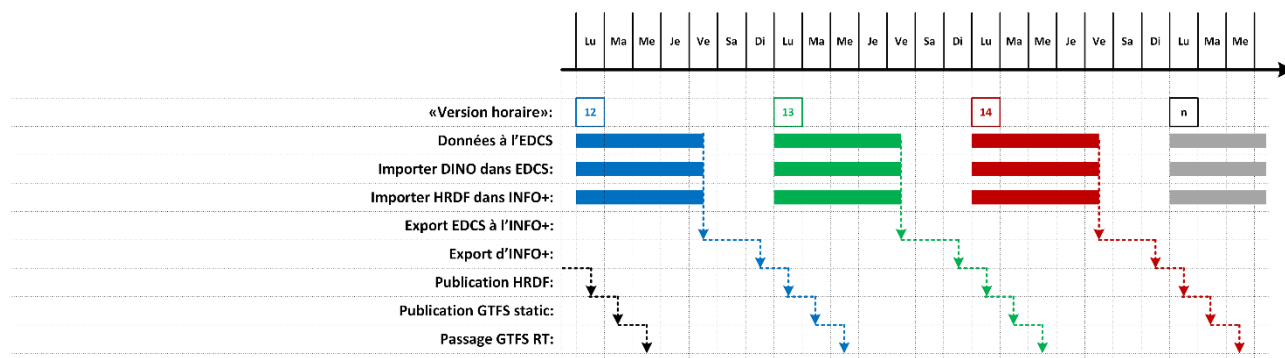 Lu Ma Me Je Ve Sa Di Lu Ma Me Je Ve Sa Di Lu Ma Me Je Ve Sa Di Lu Ma Me
«Version horaire»: 12 13 14 n
Données à l'EDCS
Importer DINO dans EDCS:
Importer HRDF dans INFO+:
Export EDCS à l'INFO+:
Export d'INFO+:
Publication HRDF:
Publication GTFS static:
Passage GTFS RT: